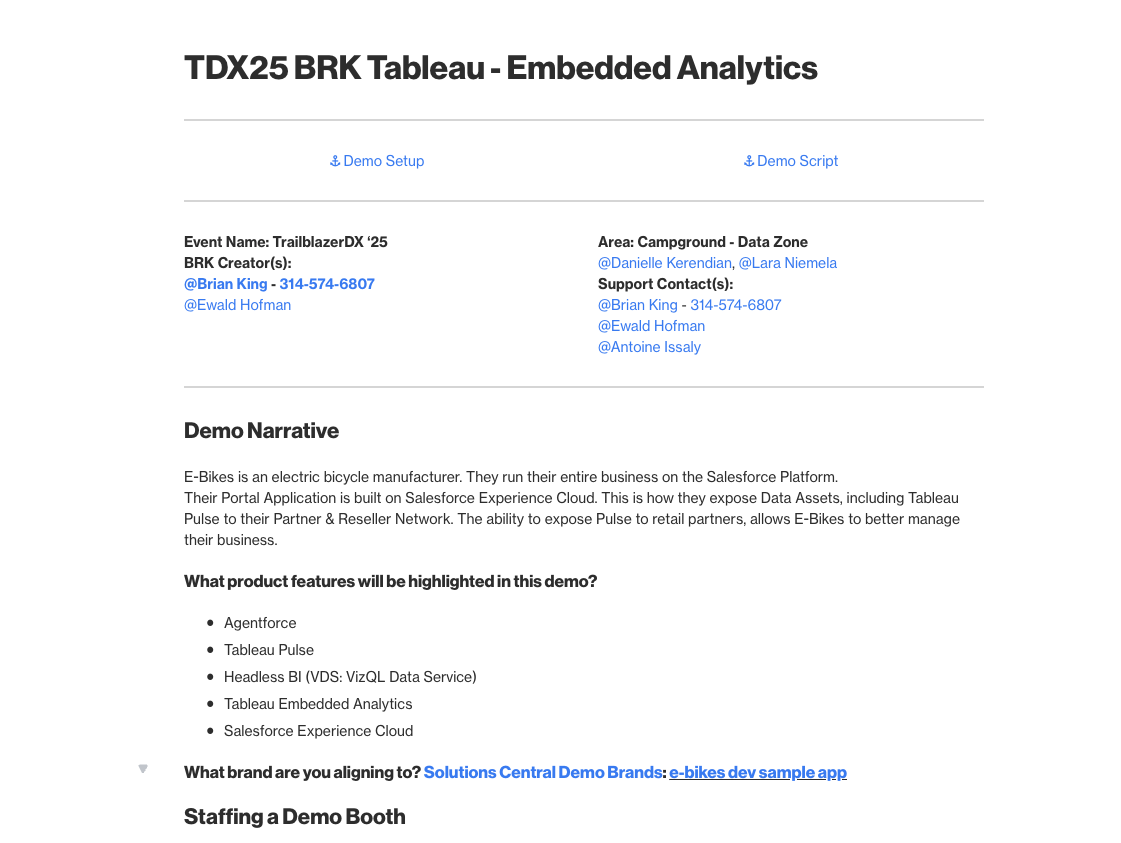 TDX25 BRK Tableau - Embedded Analytics
Demo Setup
Demo Script
Event Name: TrailblazerDX ‘25
BRK Creator(s):
@Brian King - 314-574-6807
@Ewald Hofman
Area: Campground - Data Zone
@Danielle Kerendian, @Lara Niemela
Support Contact(s):
@Brian King - 314-574-6807
@Ewald Hofman
@Antoine Issaly
Demo Narrative
E-Bikes is an electric bicycle manufacturer. They run their entire business on the Salesforce Platform.
Their Portal Application is built on Salesforce Experience Cloud. This is how they expose Data Assets, including Tableau
Pulse to their Partner & Reseller Network. The ability to expose Pulse to retail partners, allows E-Bikes to better manage
their business.
What product features will be highlighted in this demo?
• Agentforce
• Tableau Pulse
• Headless BI (VDS: VizQL Data Service)
• Tableau Embedded Analytics
• Salesforce Experience Cloud
What brand are you aligning to? Solutions Central Demo Brands: e-bikes dev sample app
Staffing a Demo Booth